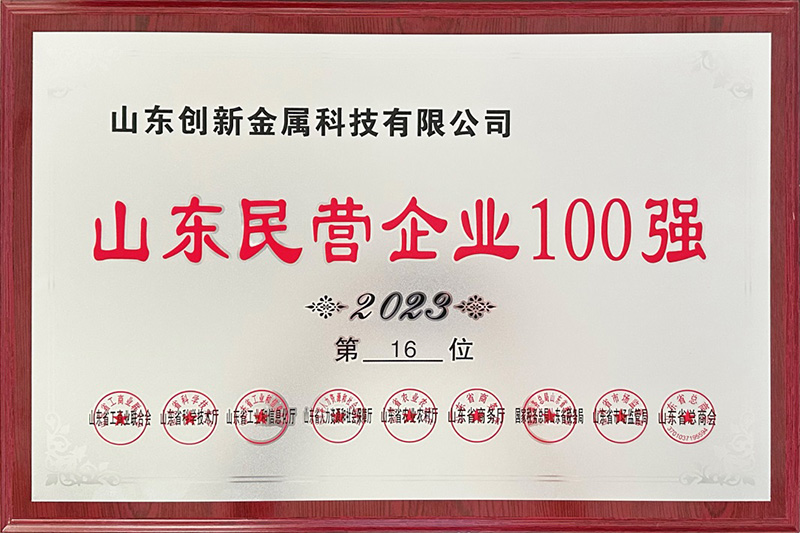 山东创新金属科技有限公司
山东民营企业100强
2023
第 16 位
山东省工商业联合会 山东省科学技术厅 山东省工业和信息化厅 山东省人力资源和社会保障厅 山东省农业农村厅 山东省商务厅 国家税务总局山东省税务局 山东省市场监管局 山东省总商会
3701037199594